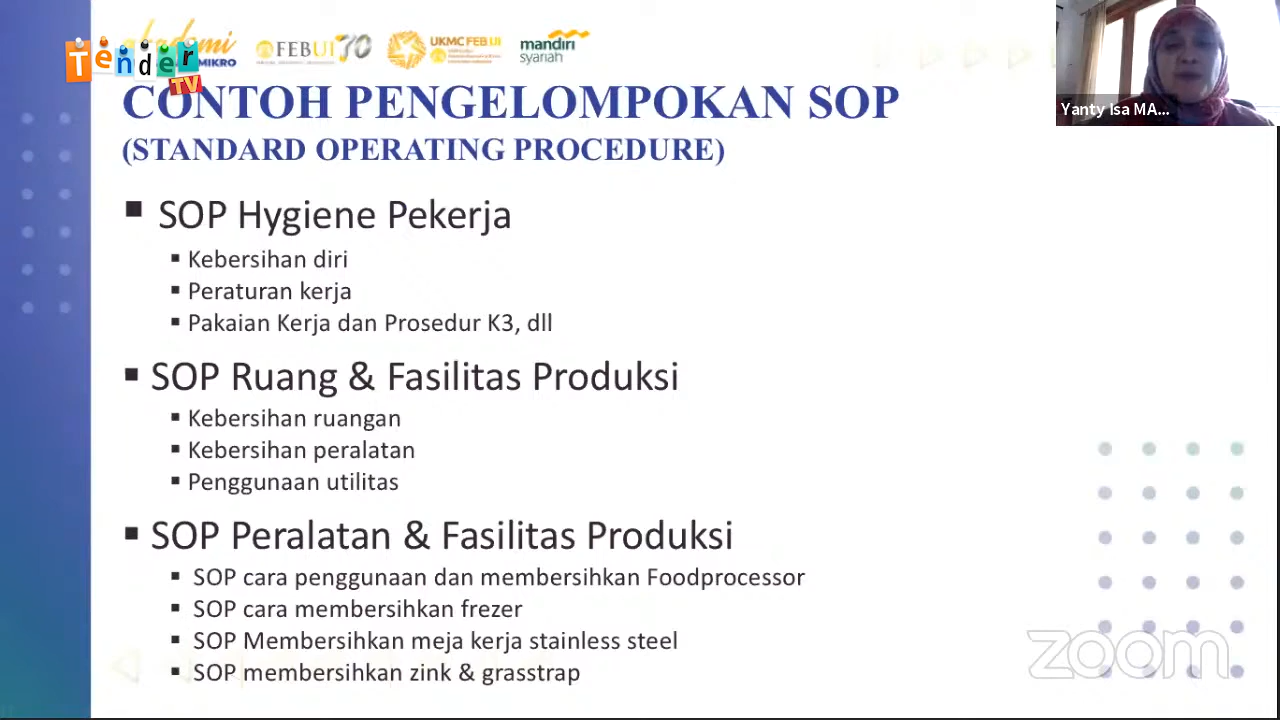 akademi
MIKRO
Tender
TV
FEBUI 70
UKMC FEB UI
mandiri
syariah
Yanty Isa MA...
CONTOH PENGELOMPOKAN SOP
(STANDARD OPERATING PROCEDURE)
SOP Hygiene Pekerja
Kebersihan diri
Peraturan kerja
Pakaian Kerja dan Prosedur K3, dll
SOP Ruang & Fasilitas Produksi
Kebersihan ruangan
Kebersihan peralatan
Penggunaan utilitas
SOP Peralatan & Fasilitas Produksi
SOP cara penggunaan dan membersihkan Foodprocessor
SOP cara membersihkan frezer
SOP Membersihkan meja kerja stainless steel
SOP membersihkan zink & grasstrap
zoom